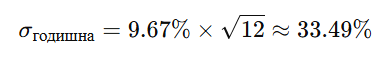 σгодишна = 9.67% × √12 ≈ 33.49%